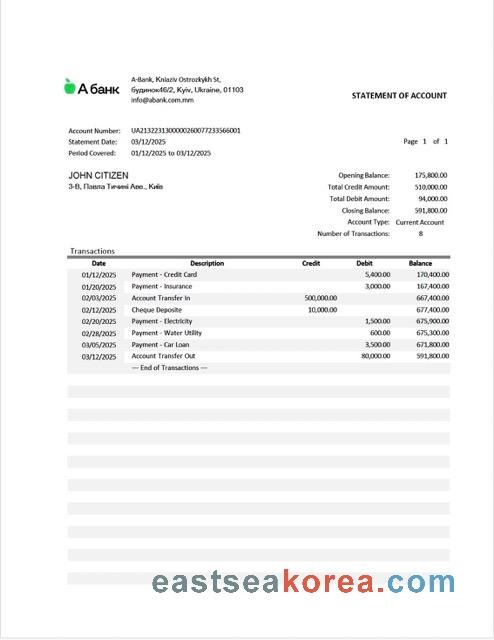 А банк
A-Bank, Kniaziv Ostrozkykh St,
будинок46/2, Kyiv, Ukraine, 01103
info@abank.com.mm
STATEMENT OF ACCOUNT
Account Number: UA2132231300000260077233566001
Statement Date: 03/12/2025 Page 1 of 1
Period Covered: 01/12/2025 to 03/12/2025
JOHN CITIZEN
3-В, Павла Тичині Аве., Київ
Opening Balance: 175,800.00
Total Credit Amount: 510,000.00
Total Debit Amount: 94,000.00
Closing Balance: 591,800.00
Account Type: Current Account
Number of Transactions: 8
Transactions
Date Description Credit Debit Balance
01/12/2025 Payment - Credit Card 5,400.00 170,400.00
01/20/2025 Payment - Insurance 3,000.00 167,400.00
02/03/2025 Account Transfer In 500,000.00 667,400.00
02/12/2025 Cheque Deposite 10,000.00 677,400.00
02/20/2025 Payment - Electricity 1,500.00 675,900.00
02/28/2025 Payment - Water Utility 600.00 675,300.00
03/05/2025 Payment - Car Loan 3,500.00 671,800.00
03/12/2025 Account Transfer Out 80,000.00 591,800.00
--- End of Transactions ---
eastseakorea.com